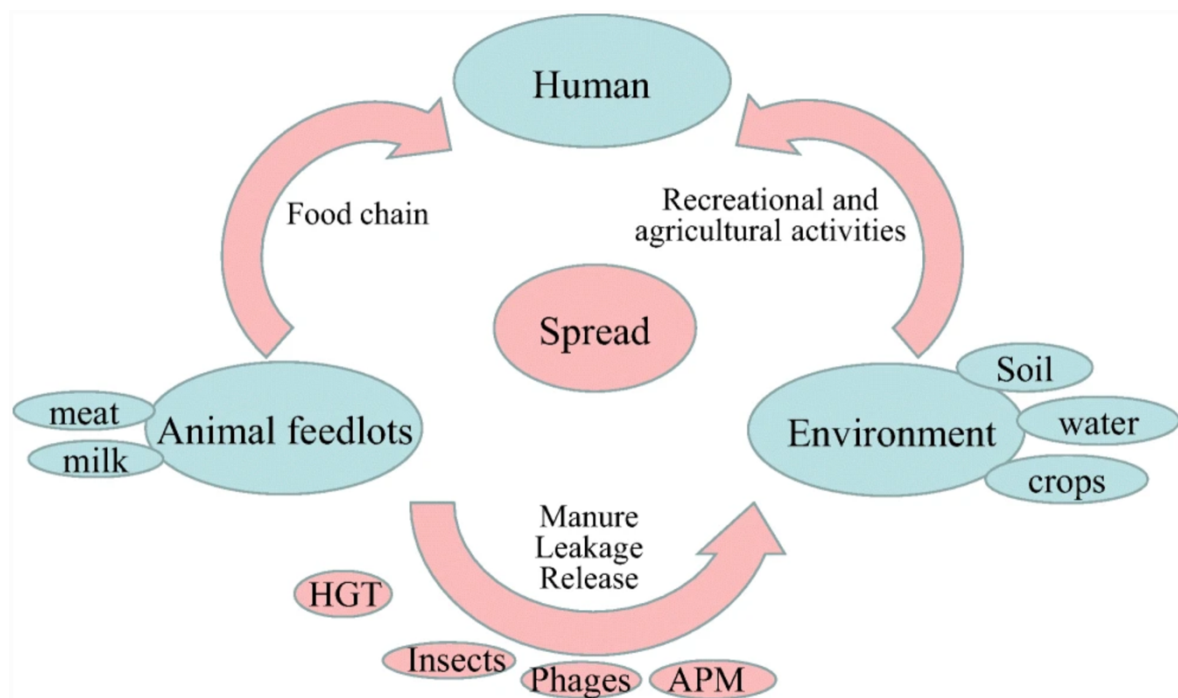 Human
Food chain
Recreational and
agricultural activities
Spread
meat
milk
Animal feedlots
Environment
Soil
water
crops
Manure
Leakage
Release
HGT
Insects
Phages
APM